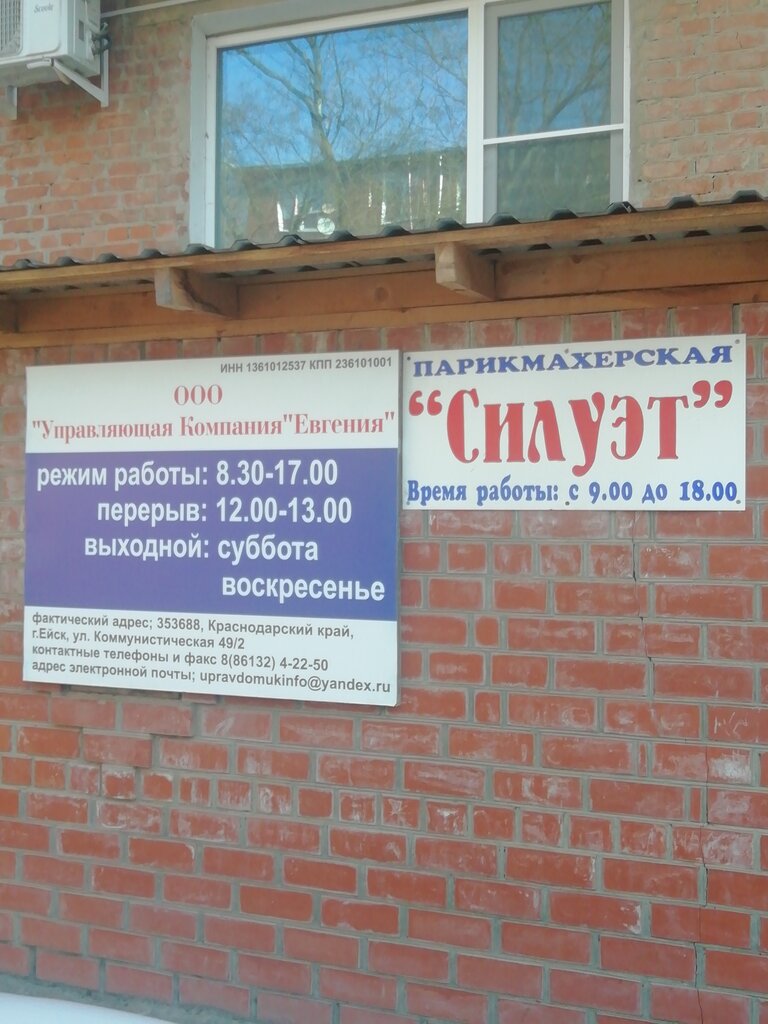 ИНН 1361012537 КПП 236101001
ООО
"Управляющая Компания"Евгения"
режим работы: 8.30-17.00
перерыв: 12.00-13.00
выходной: суббота
воскресенье
фактический адрес; 353688, Краснодарский край,
г.Ейск, ул. Коммунистическая 49/2
контактные телефоны и факс 8(86132) 4-22-50
адрес электронной почты; upravdomukinfo@yandex.ru
ПАРИКМАХЕРСКАЯ
“Силуэт”
Время работы: с 9.00 до 18.00